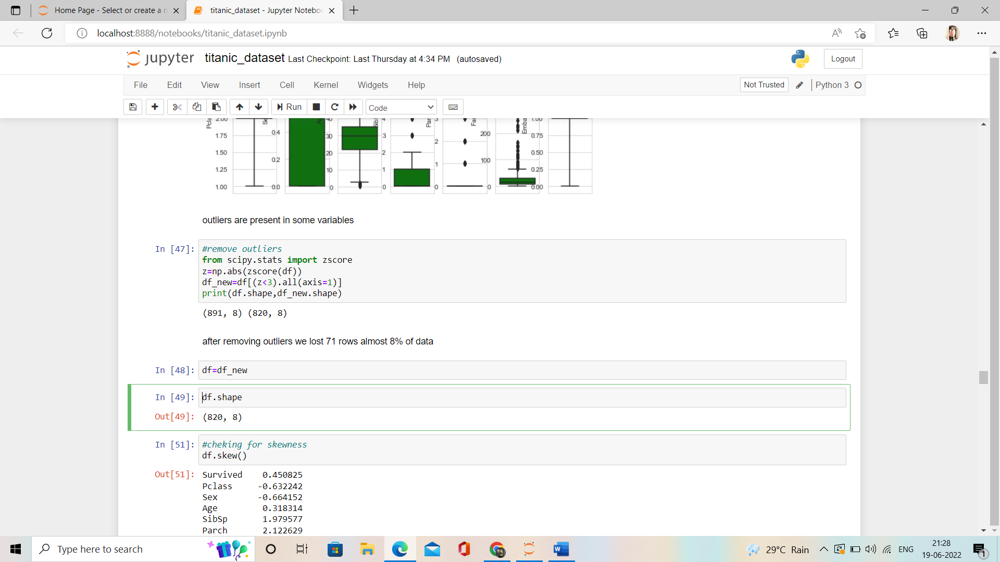 Home Page - Select or create a n
titanic_dataset - Jupyter Notebo
localhost:8888/notebooks/titanic_dataset.ipynb
jupyter titanic_dataset Last Checkpoint: Last Thursday at 4:34 PM (autosaved)
Logout
File Edit View Insert Cell Kernel Widgets Help
Not Trusted Python 3
Run Code
2.00 40 4 3 1.00
1.75 0.4 30 3 2 200 0.75
1.50 20 2 0.50
1.25 0.2 10 1 1 100 0.25
1.00 0.0 0 0 0 0 0.00
outliers are present in some variables
In [47]: #remove outliers
from scipy.stats import zscore
z=np.abs(zscore(df))
df_new=df[(z<3).all(axis=1)]
print(df.shape,df_new.shape)
(891, 8) (820, 8)
after removing outliers we lost 71 rows almost 8% of data
In [48]: df=df_new
In [49]: df.shape
Out[49]: (820, 8)
In [51]: #cheking for skewness
df.skew()
Out[51]: Survived 0.450825
Pclass -0.632242
Sex -0.664152
Age 0.318314
SibSp 1.979577
Parch 2.122629
Type here to search
29°C Rain
ENG
21:28
19-06-2022
1